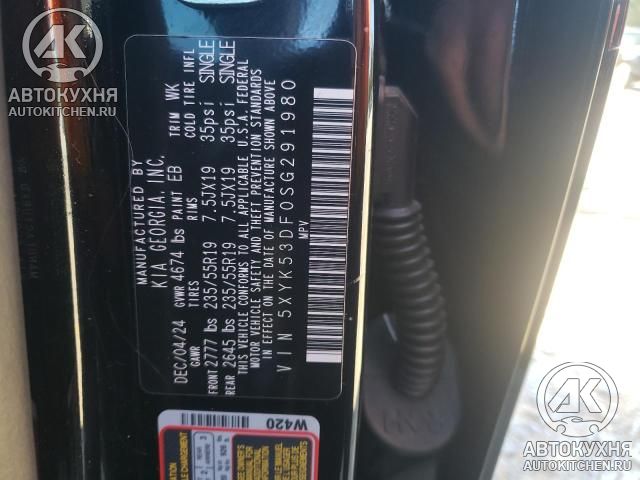 MANUFACTURED BY
KIA GEORGIA, INC.
DEC/04/24
GVWR 4674 lbs PAINT EB TRIM WK
GAWR TIRES RIMS COLD TIRE INFL
FRONT 2777 lbs 235/55R19 7.5JX19 35psi SINGLE
REAR 2645 lbs 235/55R19 7.5JX19 35psi SINGLE
THIS VEHICLE CONFORMS TO ALL APPLICABLE U.S.A. FEDERAL
MOTOR VEHICLE SAFETY AND THEFT PREVENTION STANDARDS
IN EFFECT ON THE DATE OF MANUFACTURE SHOWN ABOVE
VIN 5XYK53DF0SG291980
MPV
W420
АК
АВТОКУХНЯ
AUTOKITCHEN.RU
АК
АВТОКУХНЯ
AUTOKITCHEN.RU